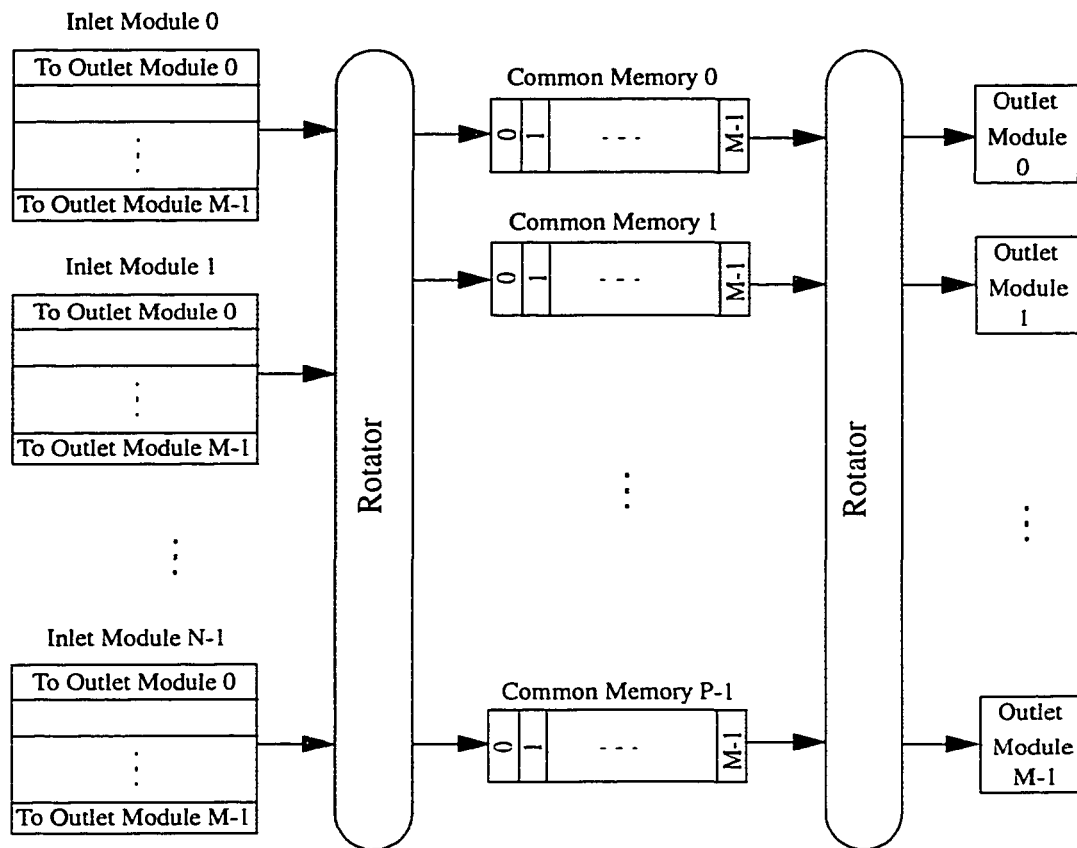 Inlet Module 0
To Outlet Module 0
To Outlet Module M-1
Inlet Module 1
To Outlet Module 0
To Outlet Module M-1
Inlet Module N-1
To Outlet Module 0
To Outlet Module M-1
Rotator
Common Memory 0
0 1 - - - M-1
Common Memory 1
0 1 - - - M-1
Common Memory P-1
0 1 - - - M-1
Rotator
Outlet
Module
0
Outlet
Module
1
Outlet
Module
M-1